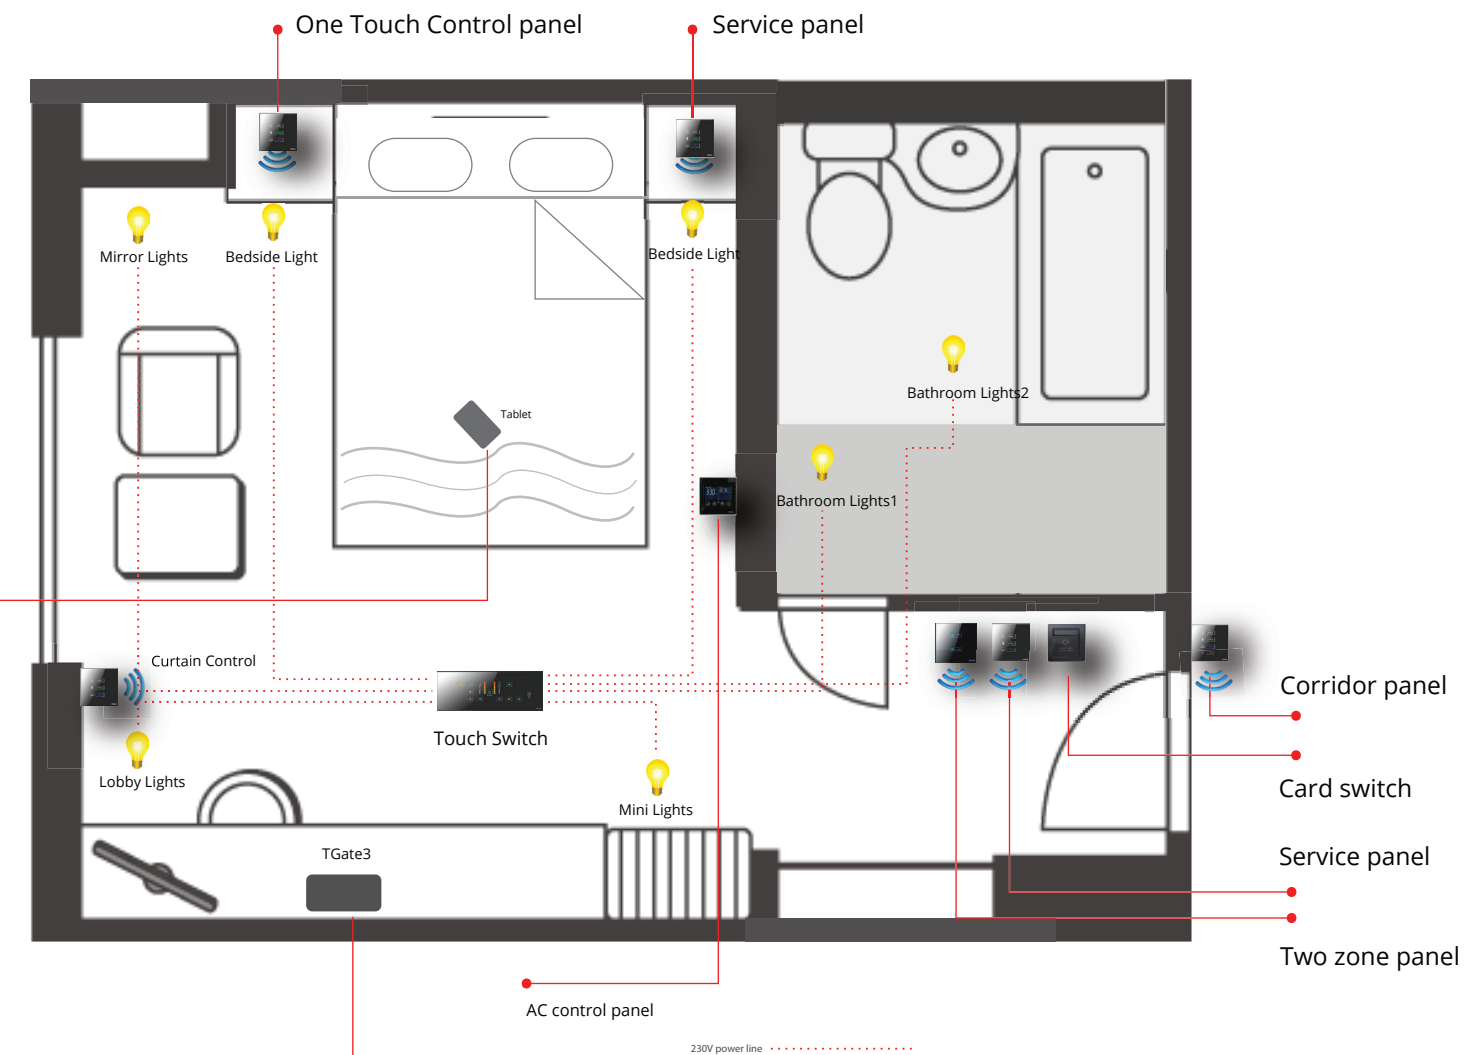 One Touch Control panel
Service panel
Mirror Lights
Bedside Light
Bedside Light
Bathroom Lights2
Tablet
Bathroom Lights1
Curtain Control
Corridor panel
Touch Switch
Lobby Lights
Card switch
Mini Lights
TGate3
Service panel
Two zone panel
AC control panel
230V power line